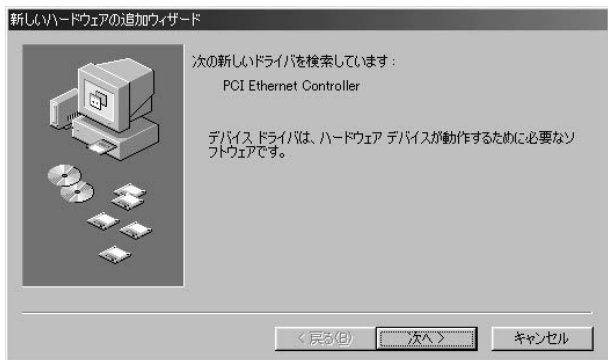 新しいハードウェアの追加ウィザード
次の新しいドライバを検索しています：
PCI Ethernet Controller
デバイス ドライバは、ハードウェア デバイスが動作するために必要なソ
フトウェアです。
< 戻る(B)
次へ >
キャンセル